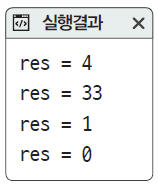 실행결과
res = 4
res = 33
res = 1
res = 0